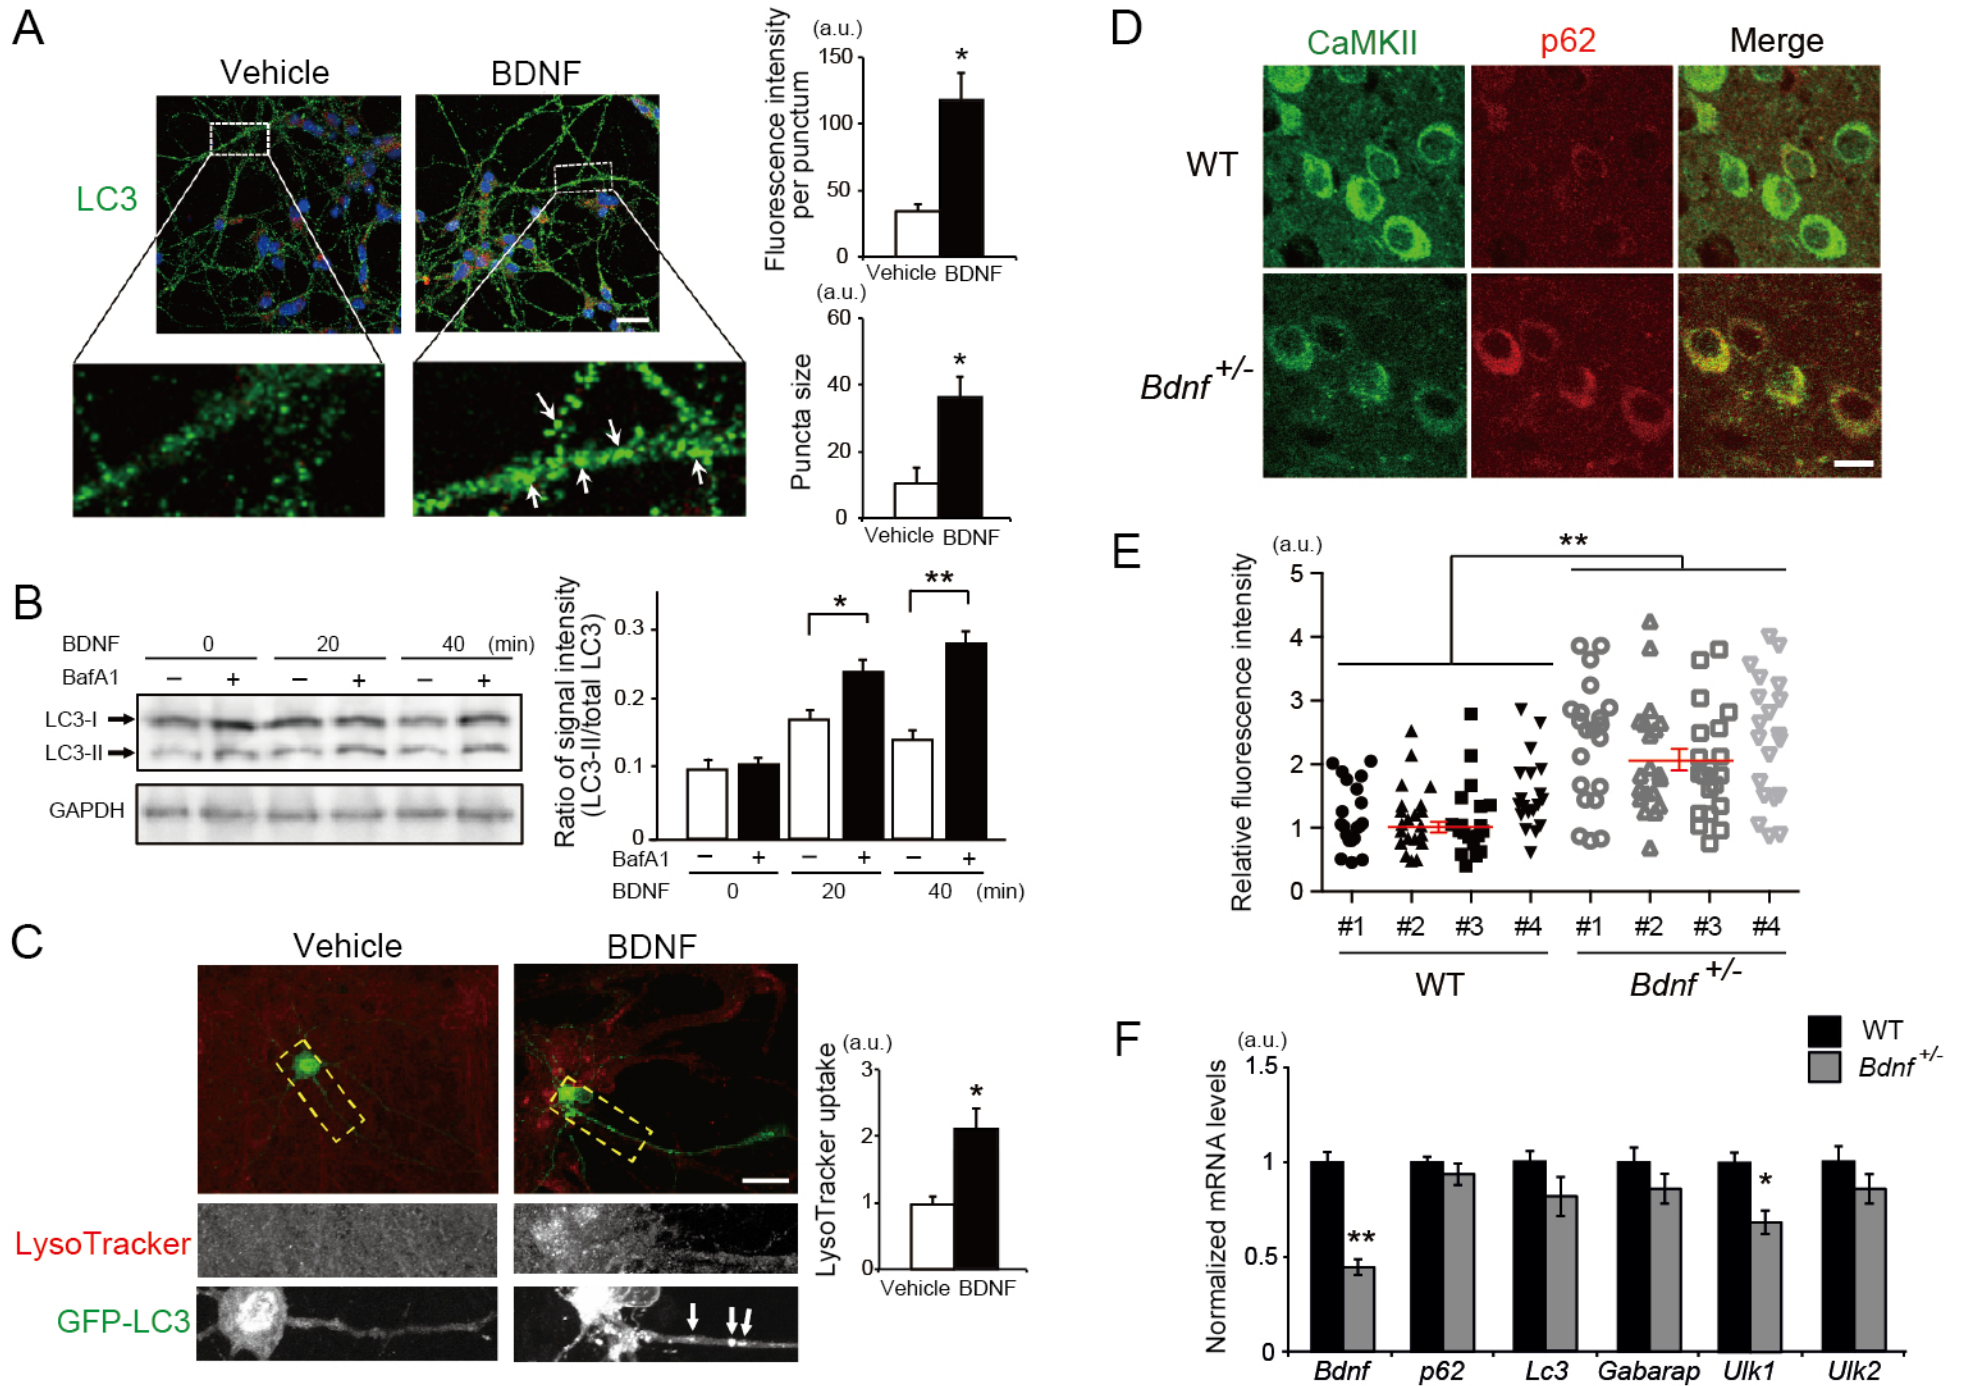 A
Vehicle
BDNF
LC3
(a.u.)
Fluorescence intensity
per punctum
150
100
50
0
*
Vehicle BDNF
(a.u.)
Puncta size
60
40
20
0
*
Vehicle BDNF
B
BDNF 0 20 40 (min)
BafA1 − + − + − +
LC3-I
LC3-II
GAPDH
Ratio of signal intensity
(LC3-II/total LC3)
0.3
0.2
0.1
0
*
**
BafA1 − + − + − +
BDNF 0 20 40 (min)
C
Vehicle
BDNF
LysoTracker
GFP-LC3
(a.u.)
LysoTracker uptake
3
2
1
0
*
Vehicle BDNF
D
CaMKII
p62
Merge
WT
Bdnf +/-
E
(a.u.)
Relative fluorescence intensity
5
4
3
2
1
0
**
#1 #2 #3 #4 #1 #2 #3 #4
WT
Bdnf +/-
F
(a.u.)
Normalized mRNA levels
1.5
1
0.5
0
WT
Bdnf +/-
**
*
Bdnf p62 Lc3 Gabarap Ulk1 Ulk2